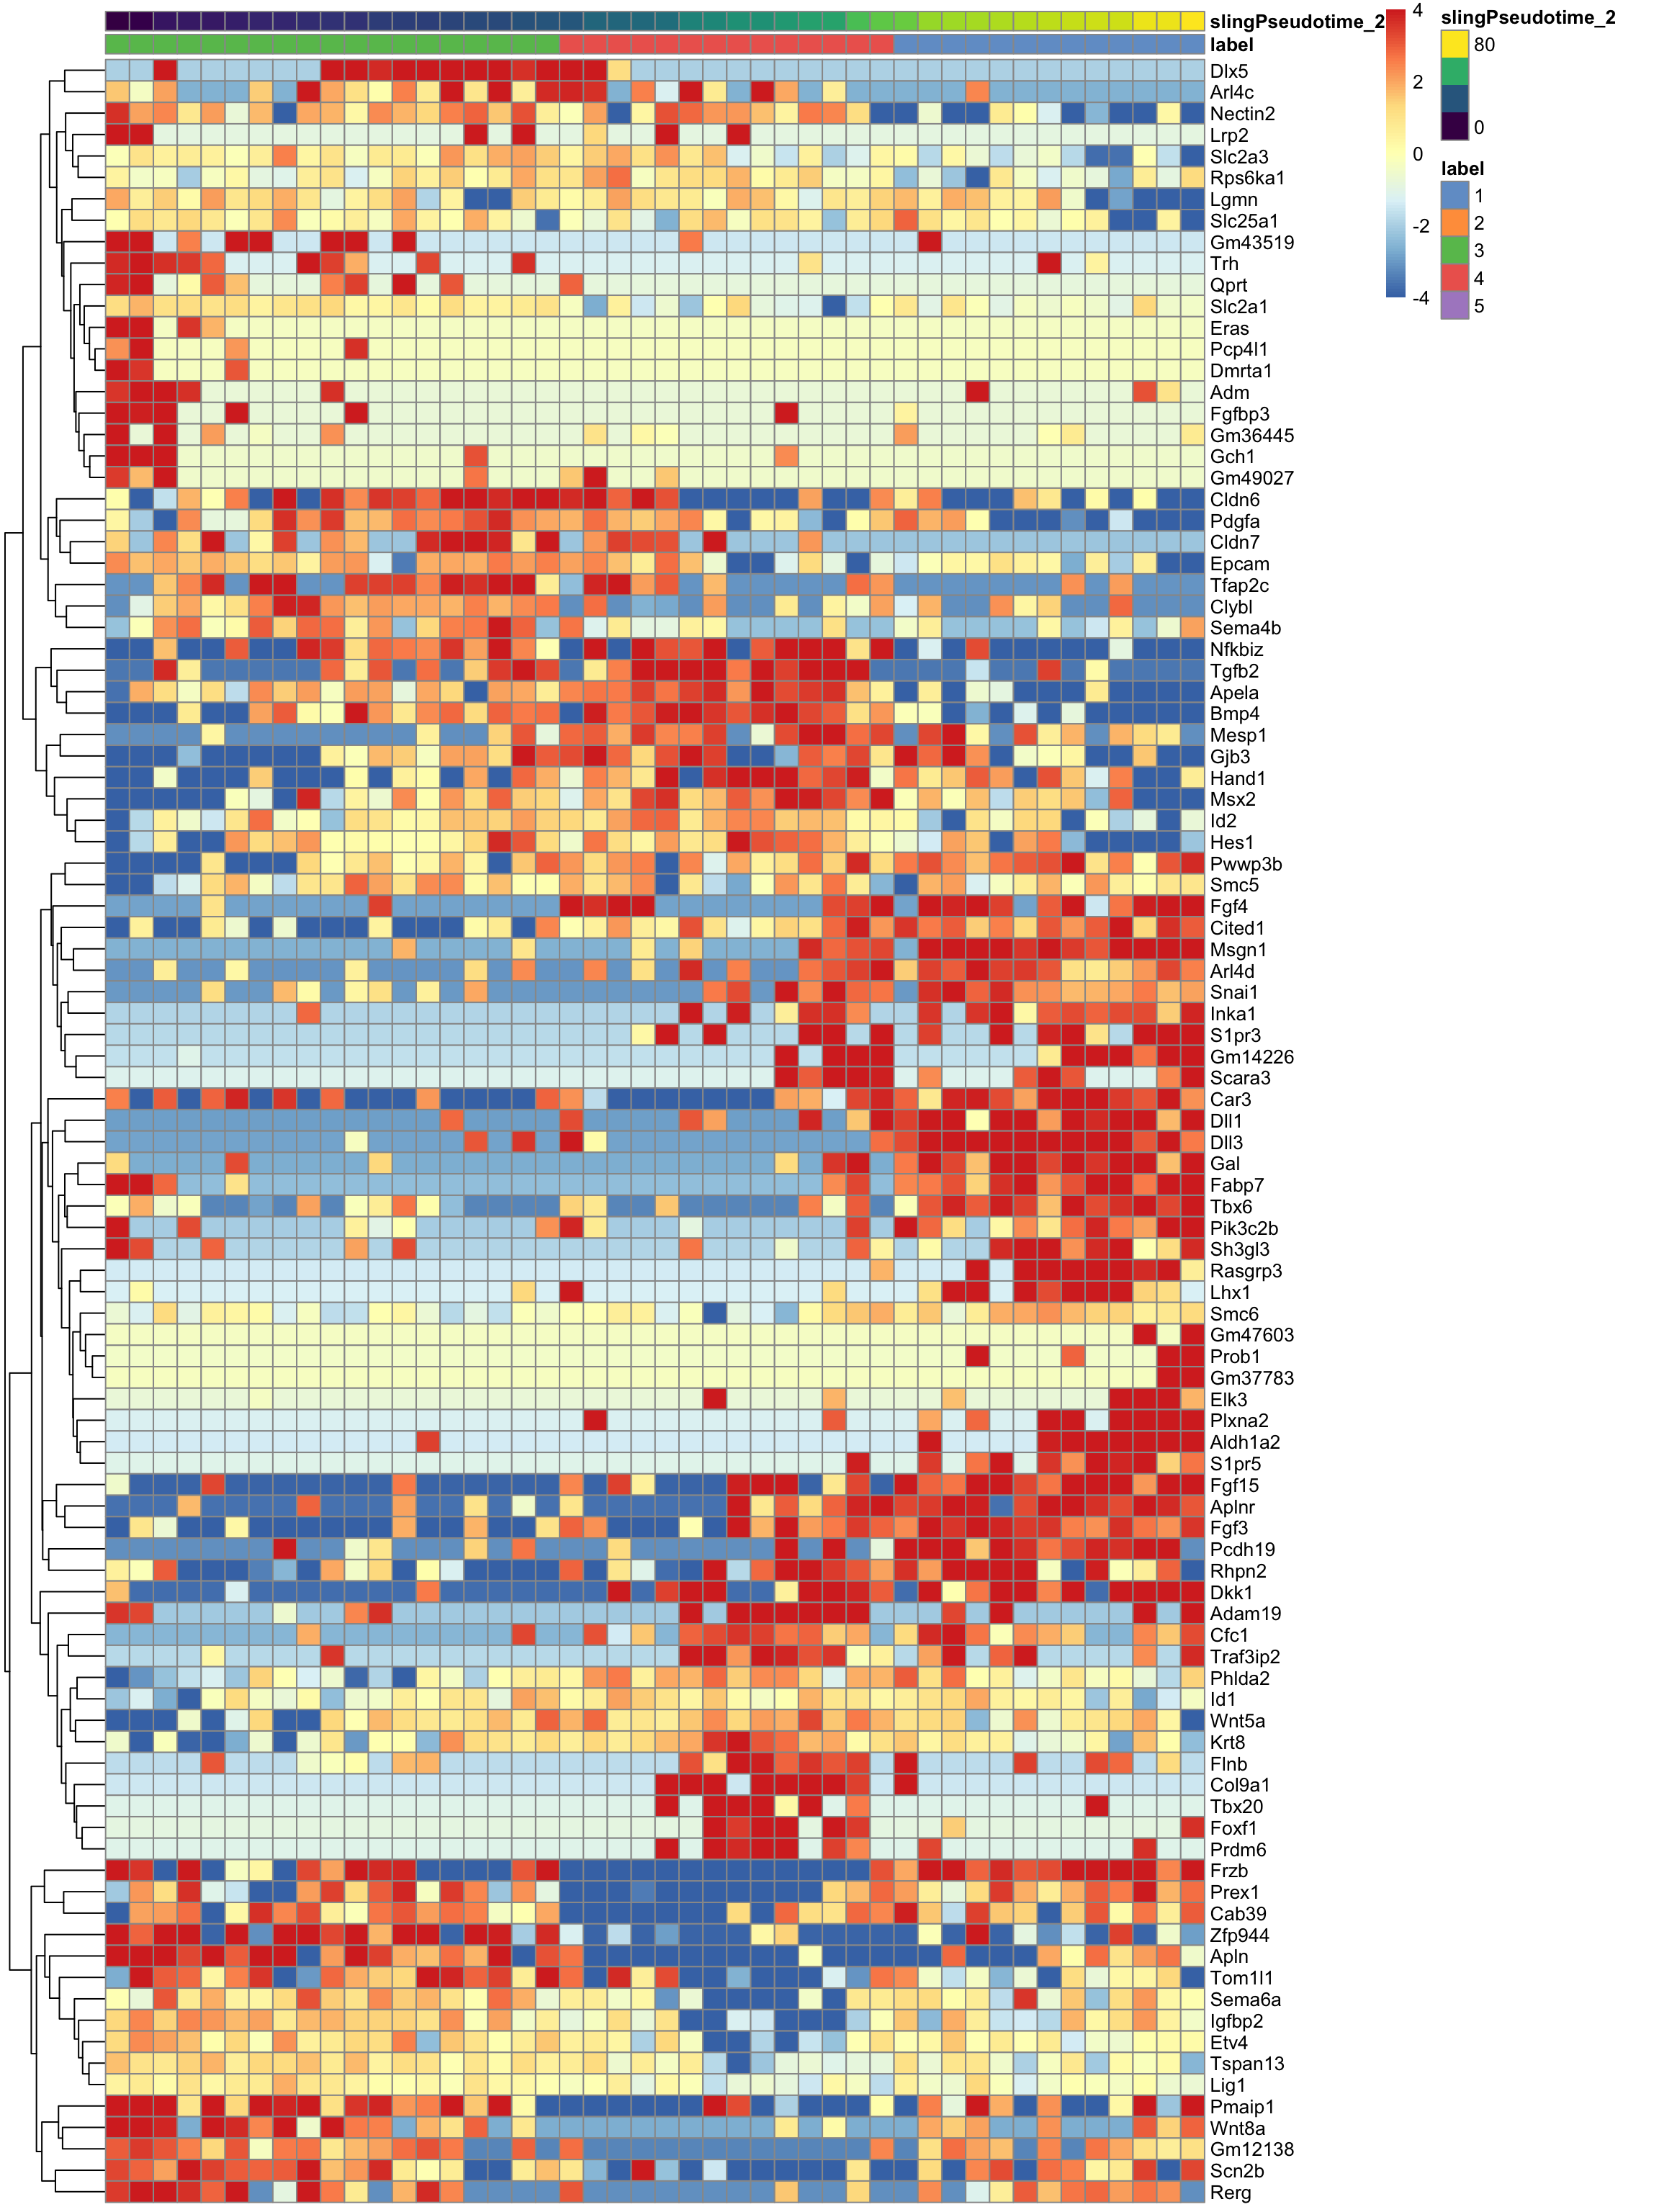 slingPseudotime_2
label
Dlx5
Arl4c
Nectin2
Lrp2
Slc2a3
Rps6ka1
Lgmn
Slc25a1
Gm43519
Trh
Qprt
Slc2a1
Eras
Pcp4l1
Dmrta1
Adm
Fgfbp3
Gm36445
Gch1
Gm49027
Cldn6
Pdgfa
Cldn7
Epcam
Tfap2c
Clybl
Sema4b
Nfkbiz
Tgfb2
Apela
Bmp4
Mesp1
Gjb3
Hand1
Msx2
Id2
Hes1
Pwwp3b
Smc5
Fgf4
Cited1
Msgn1
Arl4d
Snai1
Inka1
S1pr3
Gm14226
Scara3
Car3
Dll1
Dll3
Gal
Fabp7
Tbx6
Pik3c2b
Sh3gl3
Rasgrp3
Lhx1
Smc6
Gm47603
Prob1
Gm37783
Elk3
Plxna2
Aldh1a2
S1pr5
Fgf15
Aplnr
Fgf3
Pcdh19
Rhpn2
Dkk1
Adam19
Cfc1
Traf3ip2
Phlda2
Id1
Wnt5a
Krt8
Flnb
Col9a1
Tbx20
Foxf1
Prdm6
Frzb
Prex1
Cab39
Zfp944
Apln
Tom1l1
Sema6a
Igfbp2
Etv4
Tspan13
Lig1
Pmaip1
Wnt8a
Gm12138
Scn2b
Rerg
4
2
0
-2
-4
slingPseudotime_2
80
0
label
1
2
3
4
5